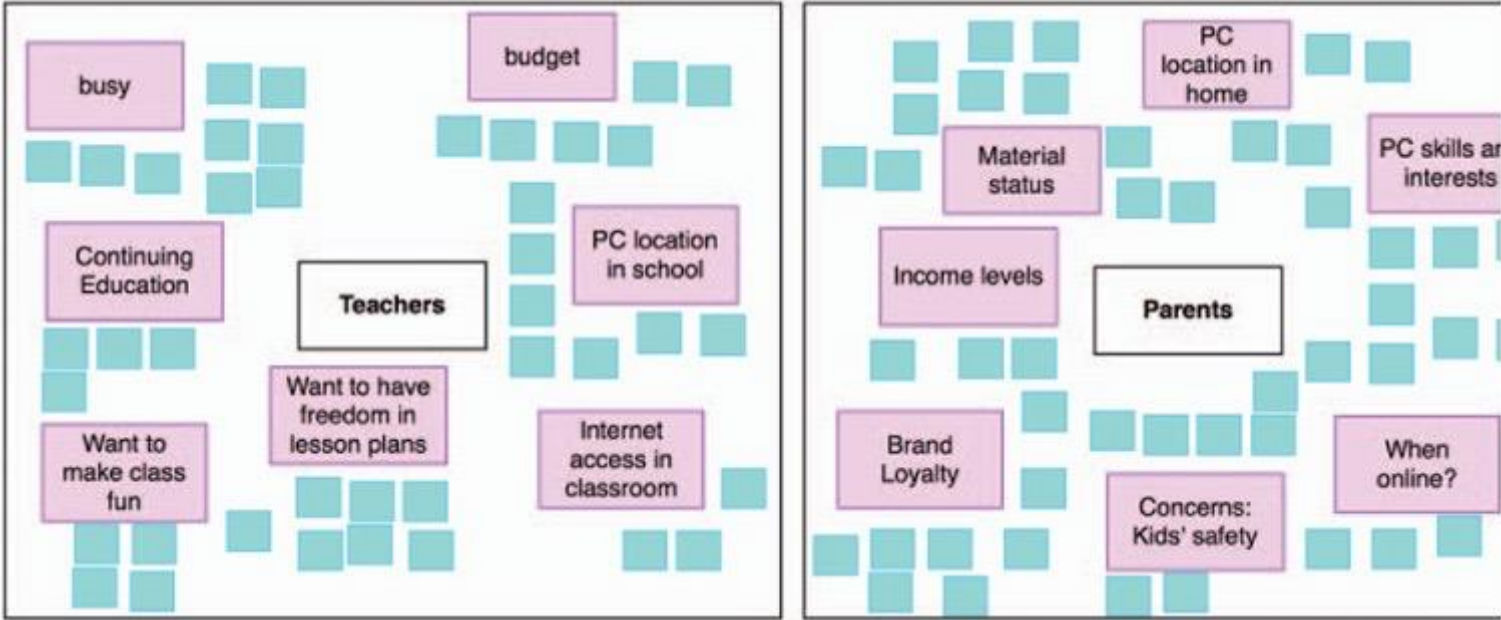 busy
budget
Continuing
Education
Teachers
PC location
in school
Want to
make class
fun
Want to have
freedom in
lesson plans
Internet
access in
classroom
PC
location in
home
Material
status
PC skills
interests
Income levels
Parents
Brand
Loyalty
Concerns:
Kids' safety
When
online?